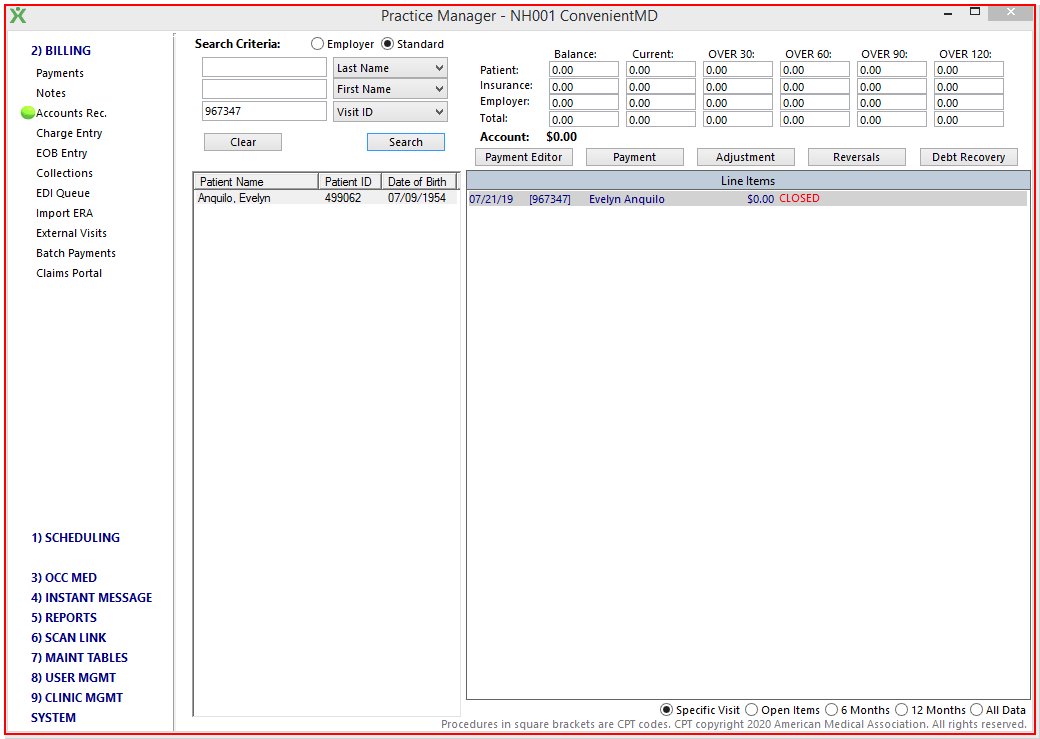 Practice Manager - NH001 ConvenientMD
2) BILLING
Payments
Notes
Accounts Rec.
Charge Entry
EOB Entry
Collections
EDI Queue
Import ERA
External Visits
Batch Payments
Claims Portal
1) SCHEDULING
3) OCC MED
4) INSTANT MESSAGE
5) REPORTS
6) SCAN LINK
7) MAINT TABLES
8) USER MGMT
9) CLINIC MGMT
SYSTEM
Search Criteria: Employer Standard
Last Name
First Name
967347 Visit ID
Clear Search
Patient Name Patient ID Date of Birth
Anquilo, Evelyn 499062 07/09/1954
Balance: Current: OVER 30: OVER 60: OVER 90: OVER 120:
Patient: 0.00 0.00 0.00 0.00 0.00 0.00
Insurance: 0.00 0.00 0.00 0.00 0.00 0.00
Employer: 0.00 0.00 0.00 0.00 0.00 0.00
Total: 0.00 0.00 0.00 0.00 0.00 0.00
Account: $0.00
Payment Editor Payment Adjustment Reversals Debt Recovery
Line Items
07/21/19 [967347] Evelyn Anquilo $0.00 CLOSED
Specific Visit Open Items 6 Months 12 Months All Data
Procedures in square brackets are CPT codes. CPT copyright 2020 American Medical Association. All rights reserved.